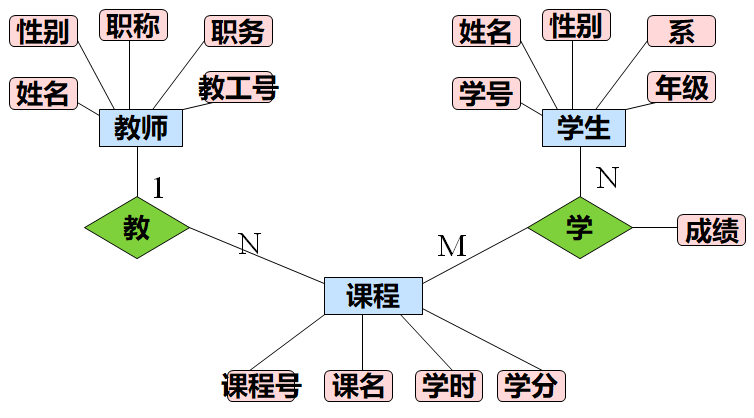 性别
职称
职务
姓名
教工号
教师
姓名
性别
系
学号
年级
学生
1
N
教
N
M
学
成绩
课程
课程号
课名
学时
学分